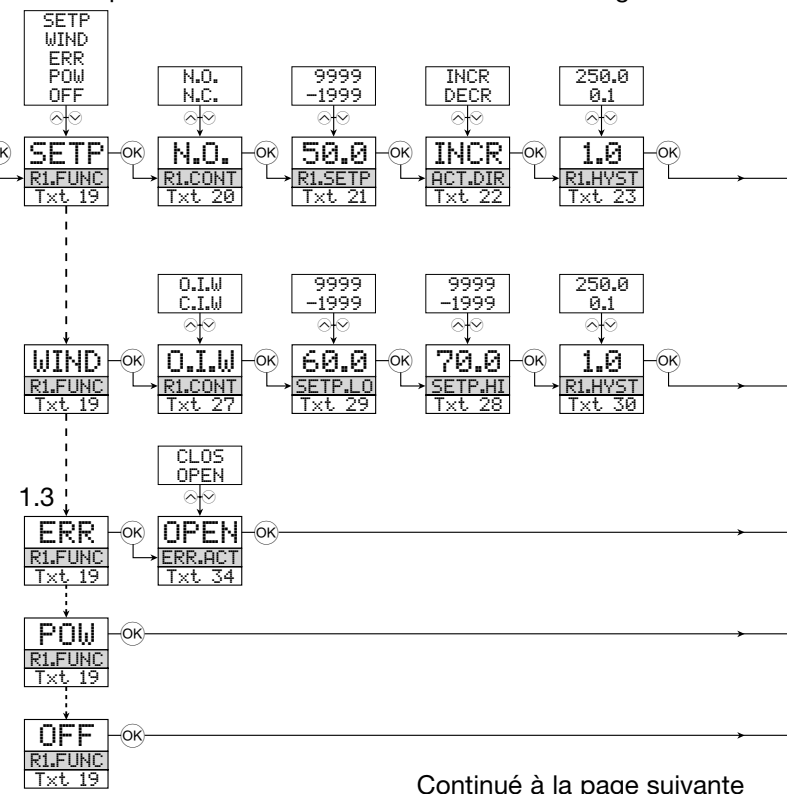 SETP
WIND
ERR
POW
OFF
N.O.
N.C.
9999
-1999
INCR
DECR
250.0
0.1
SETP OK N.O. OK 50.0 OK INCR OK 1.0 OK
R1.FUNC R1.CONT R1.SETP ACT.DIR R1.HYST
Txt 19 Txt 20 Txt 21 Txt 22 Txt 23
O.I.W
C.I.W
9999
-1999
9999
-1999
250.0
0.1
WIND OK O.I.W OK 60.0 OK 70.0 OK 1.0 OK
R1.FUNC R1.CONT SETP.LO SETP.HI R1.HYST
Txt 19 Txt 27 Txt 29 Txt 28 Txt 30
CLOS
OPEN
1.3
ERR OK OPEN OK
R1.FUNC ERR.ACT
Txt 19 Txt 34
POW OK
R1.FUNC
Txt 19
OFF OK
R1.FUNC
Txt 19
Continué à la page suivante